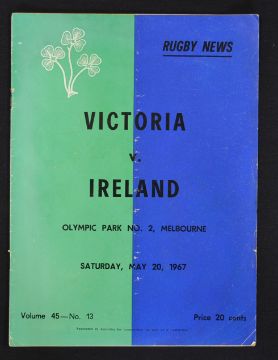 RUGBY NEWS
VICTORIA
v.
IRELAND
OLYMPIC PARK NO. 2, MELBOURNE
SATURDAY, MAY 20, 1967
Volume 45—No. 13
Price 20 cents